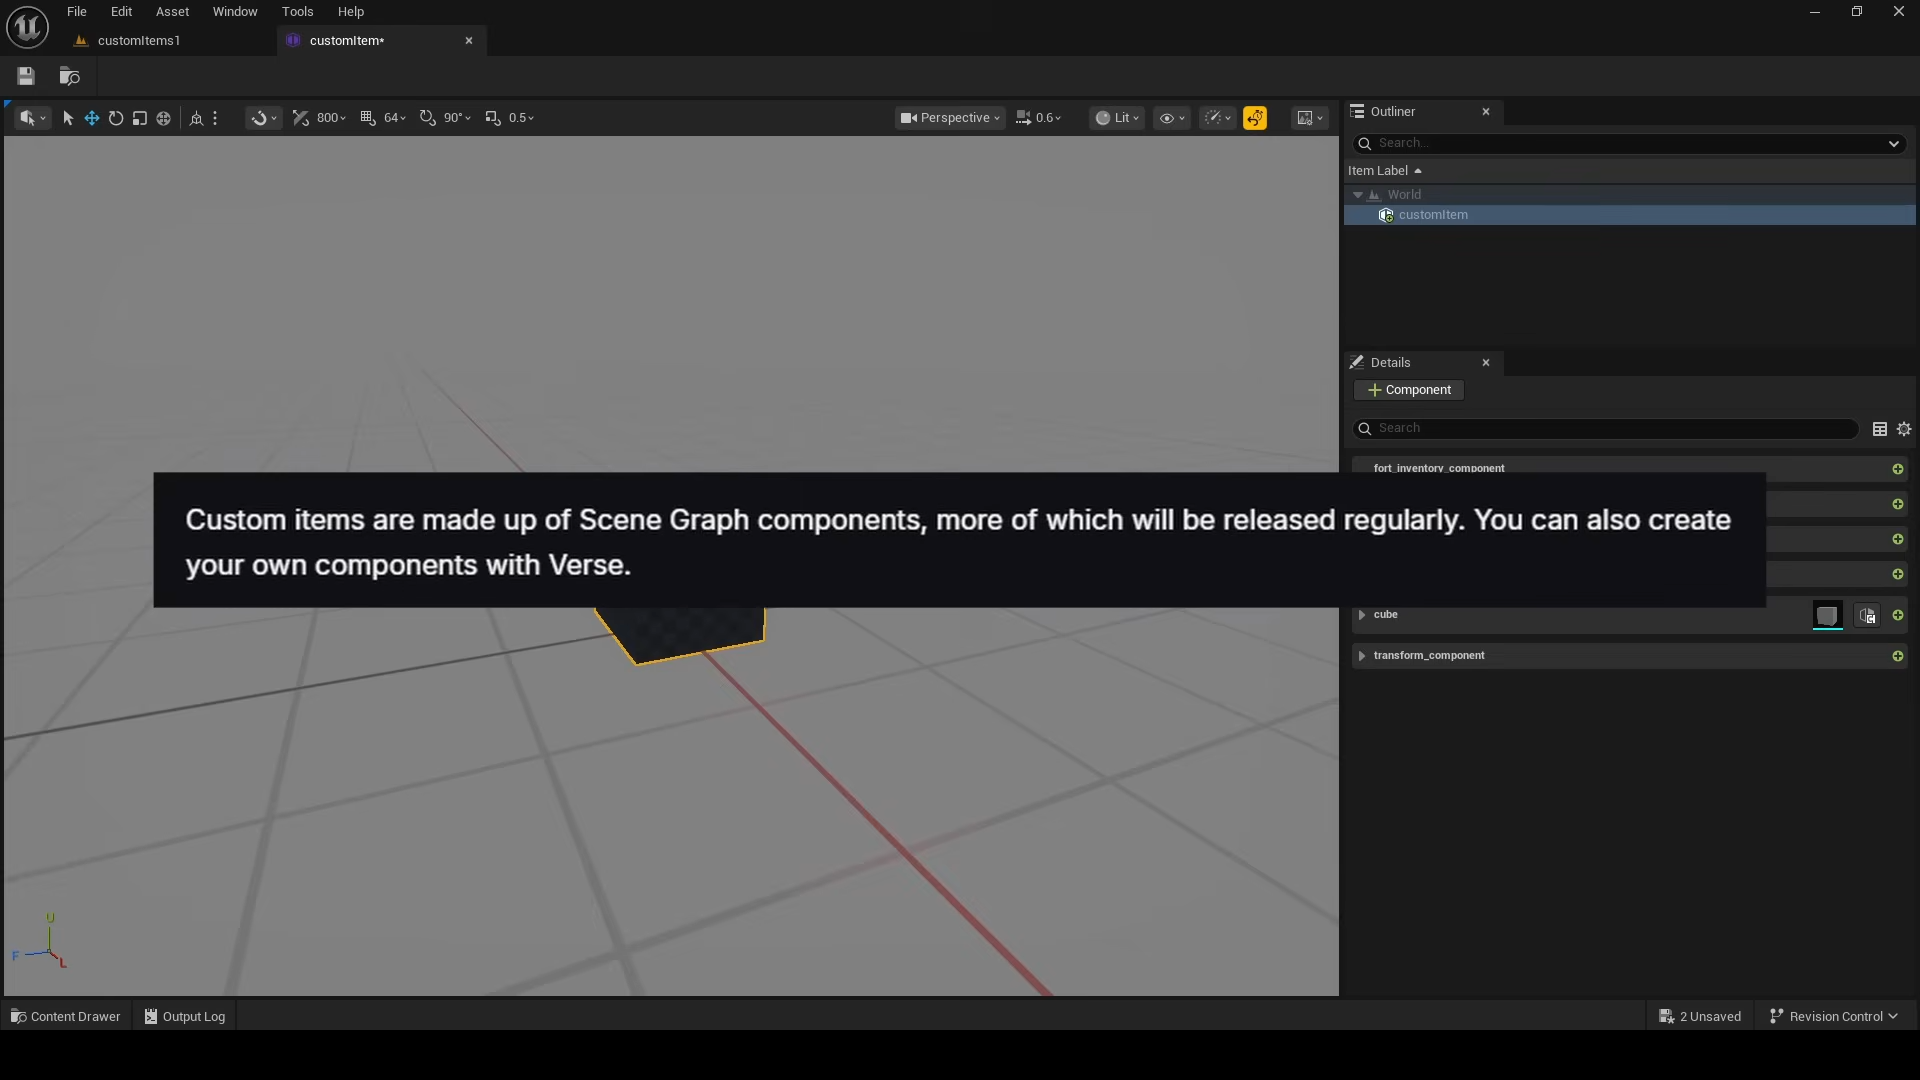 File Edit Asset Window Tools Help
customItems1
customItem*
800 64 90° 0.5
Perspective 0.6 Lit
Outliner
Search...
Item Label
World
customItem
Details
Component
Search
fort_inventory_component
Custom items are made up of Scene Graph components, more of which will be released regularly. You can also create
your own components with Verse.
cube
transform_component
U
F
L
Content Drawer Output Log 2 Unsaved Revision Control